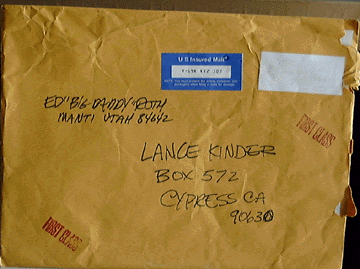 U S Insured Mail
ED "BIG DADDY" ROTH
MANTI UTAH 84642
FIRST CLASS
LANCE KINDER
BOX 572
CYPRESS CA
90630
FIRST CLASS